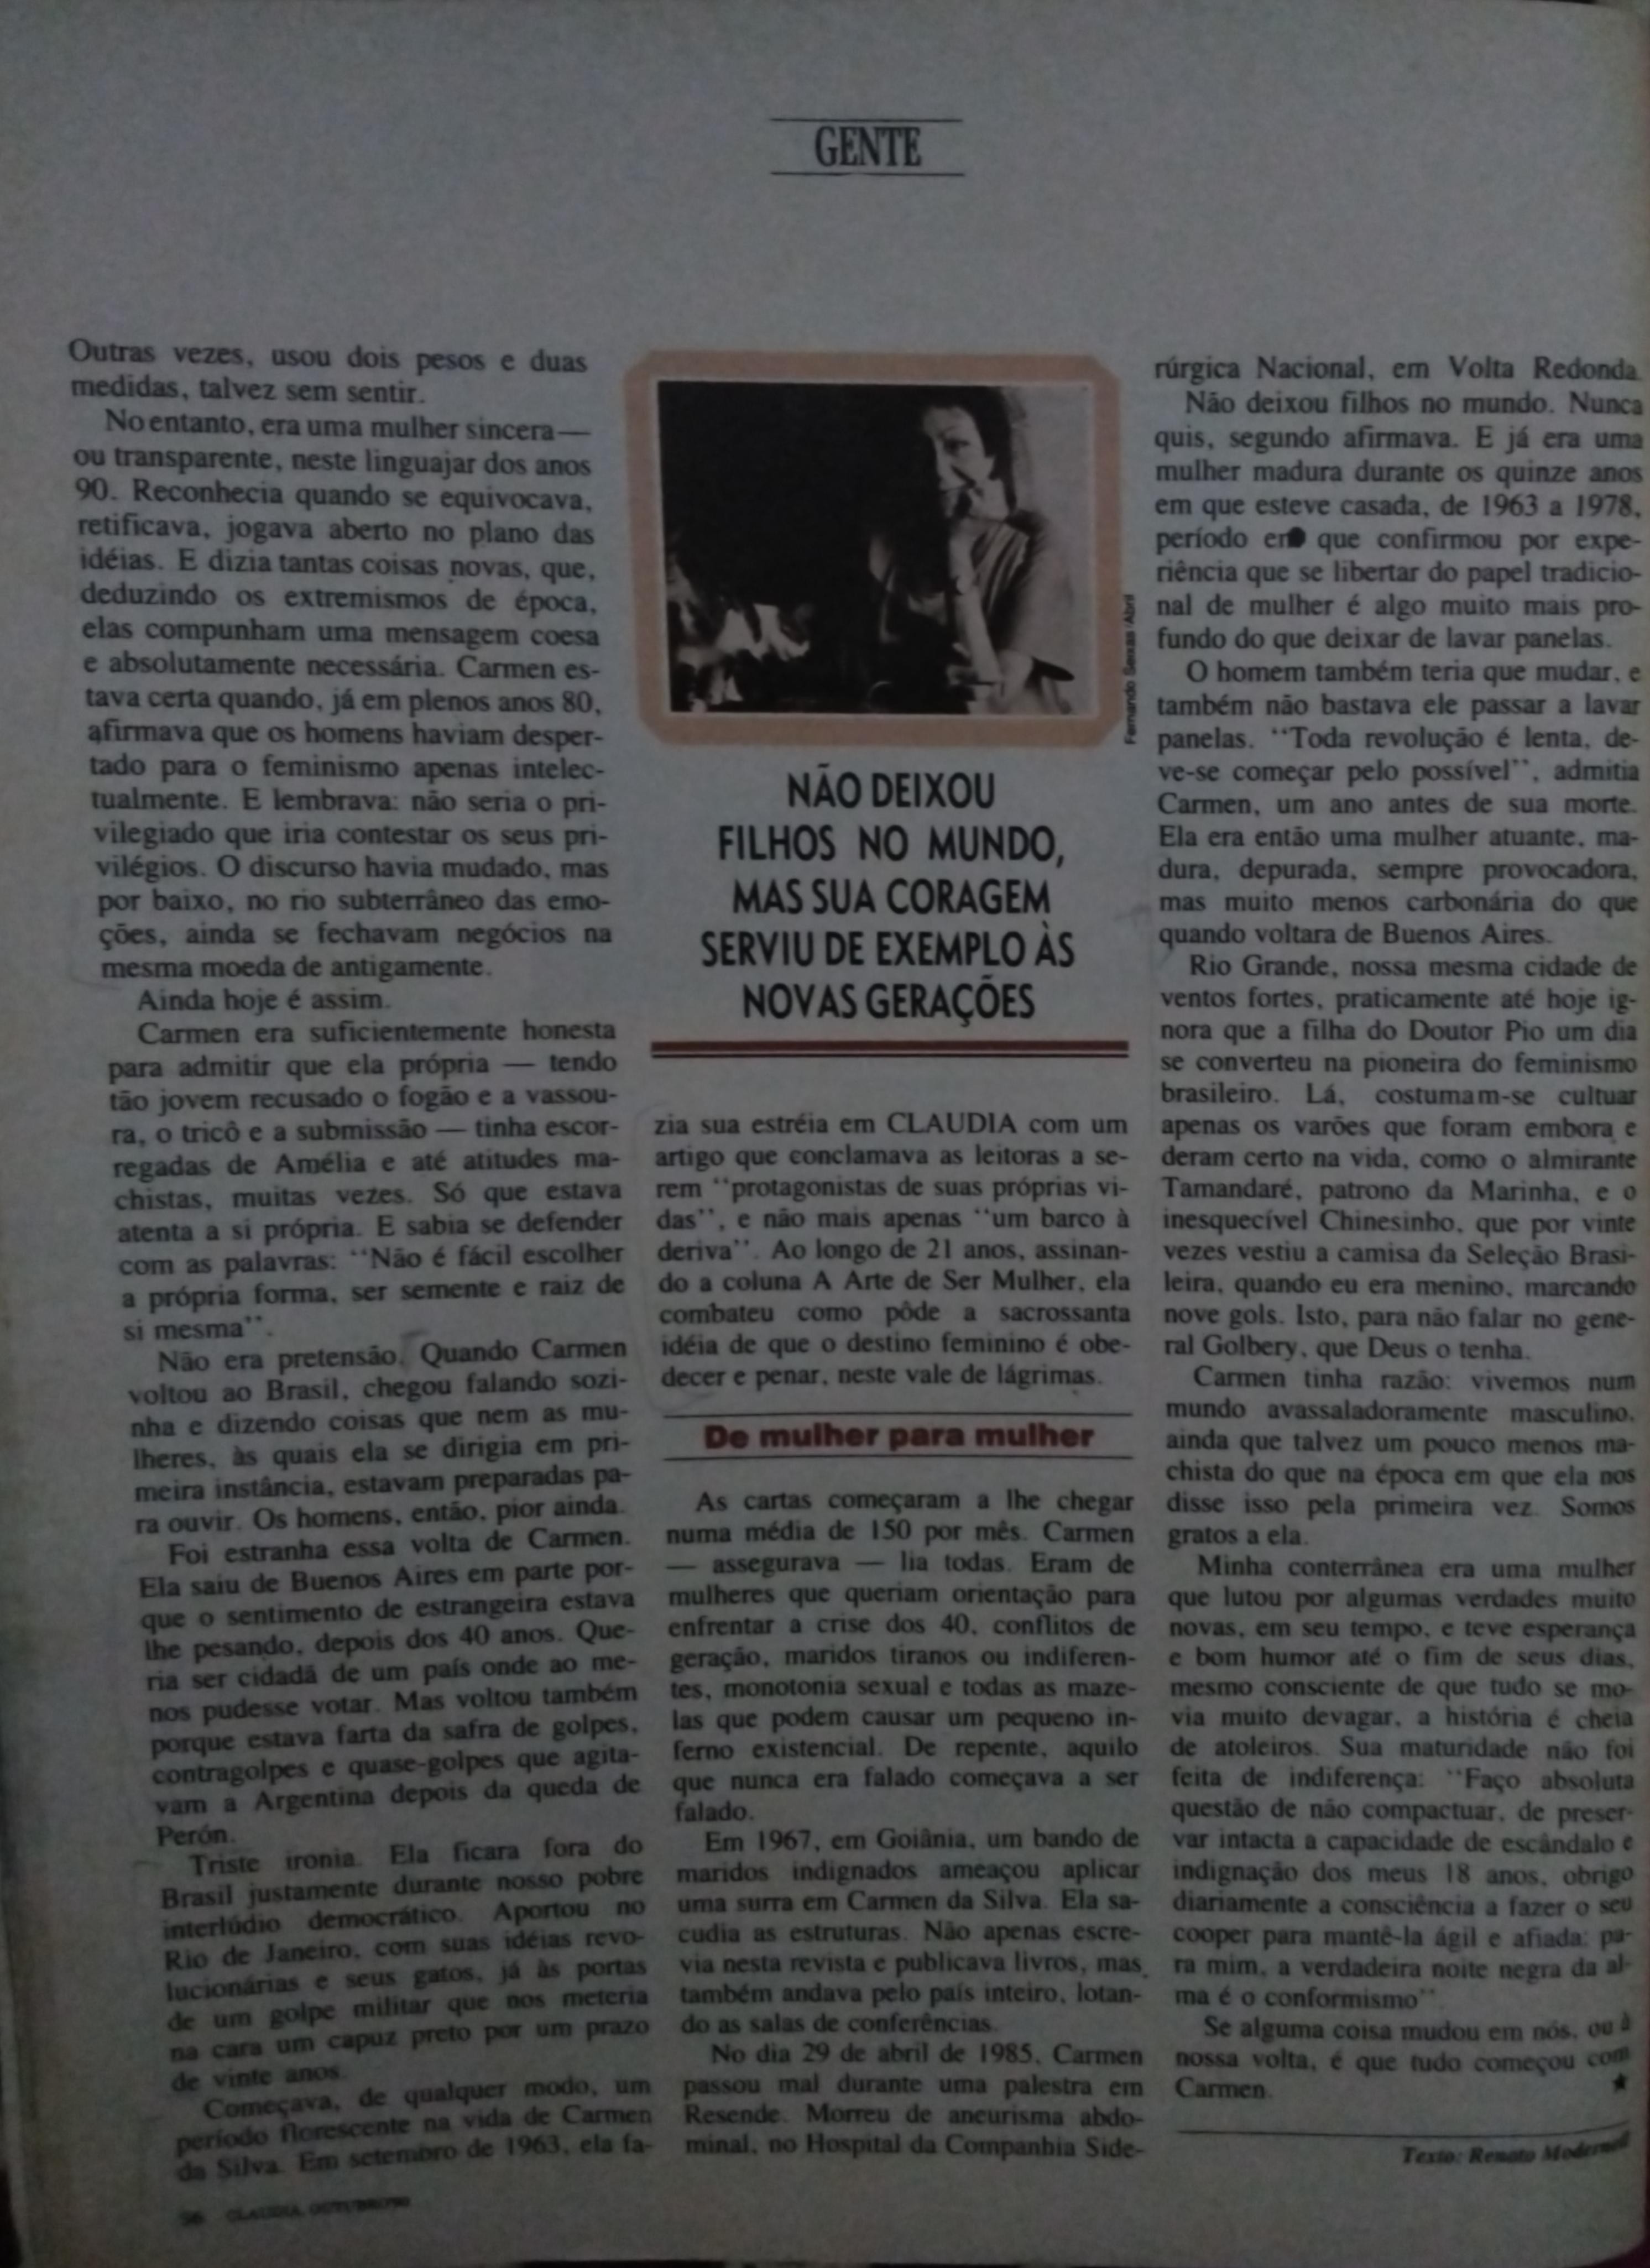 GENTE
Outras vezes, usou dois pesos e duas
medidas, talvez sem sentir.
No entanto, era uma mulher sincera —
ou transparente, neste linguajar dos anos
90. Reconhecia quando se equivocava,
retificava, jogava aberto no plano das
idéias. E dizia tantas coisas novas, que,
deduzindo os extremismos de época,
elas compunham uma mensagem coesa
e absolutamente necessária. Carmen es-
tava certa quando, já em plenos anos 80,
afirmava que os homens haviam desper-
tado para o feminismo apenas intelec-
tualmente. E lembrava: não seria o pri-
vilegiado que iria contestar os seus pri-
vilégios. O discurso havia mudado, mas
por baixo, no rio subterrâneo das emo-
ções, ainda se fechavam negócios na
mesma moeda de antigamente.
Ainda hoje é assim.
Carmen era suficientemente honesta
para admitir que ela própria — tendo
tão jovem recusado o fogão e a vassou-
ra, o tricô e a submissão — tinha escor-
regadas de Amélia e até atitudes ma-
chistas, muitas vezes. Só que estava
atenta a si própria. E sabia se defender
com as palavras: "Não é fácil escolher
a própria forma, ser semente e raiz de
si mesma".
Não era pretensão. Quando Carmen
voltou ao Brasil, chegou falando sozi-
nha e dizendo coisas que nem as mu-
lheres, às quais ela se dirigia em pri-
meira instância, estavam preparadas pa-
ra ouvir. Os homens, então, pior ainda.
Foi estranha essa volta de Carmen.
Ela saiu de Buenos Aires em parte por-
que o sentimento de estrangeira estava
lhe pesando, depois dos 40 anos. Que-
ria ser cidadã de um país onde ao me-
nos pudesse votar. Mas voltou também
porque estava farta da safra de golpes,
contragolpes e quase-golpes que agita-
vam a Argentina depois da queda de
Perón.
Triste ironia. Ela ficara fora do
Brasil justamente durante nosso pobre
interlúdio democrático. Aportou no
Rio de Janeiro, com suas idéias revo-
lucionárias e seus gatos, já às portas
de um golpe militar que nos meteria
na cara um capuz preto por um prazo
de vinte anos.
Começava, de qualquer modo, um
período florescente na vida de Carmen
da Silva. Em setembro de 1963, ela fa-
56 CLAUDIA, OUTUBRO/90
Fernando Seixas/Abril
NÃO DEIXOU
FILHOS NO MUNDO,
MAS SUA CORAGEM
SERVIU DE EXEMPLO ÀS
NOVAS GERAÇÕES
zia sua estréia em CLAUDIA com um
artigo que conclamava as leitoras a se-
rem "protagonistas de suas próprias vi-
das", e não mais apenas "um barco à
deriva". Ao longo de 21 anos, assinan-
do a coluna A Arte de Ser Mulher, ela
combateu como pôde a sacrossanta
idéia de que o destino feminino é obe-
decer e penar, neste vale de lágrimas.
De mulher para mulher
As cartas começaram a lhe chegar
numa média de 150 por mês. Carmen
— assegurava — lia todas. Eram de
mulheres que queriam orientação para
enfrentar a crise dos 40, conflitos de
geração, maridos tiranos ou indiferen-
tes, monotonia sexual e todas as maze-
las que podem causar um pequeno in-
ferno existencial. De repente, aquilo
que nunca era falado começava a ser
falado.
Em 1967, em Goiânia, um bando de
maridos indignados ameaçou aplicar
uma surra em Carmen da Silva. Ela sa-
cudia as estruturas. Não apenas escre-
via nesta revista e publicava livros, mas
também andava pelo país inteiro, lotan-
do as salas de conferências.
No dia 29 de abril de 1985, Carmen
passou mal durante uma palestra em
Resende. Morreu de aneurisma abdo-
minal, no Hospital da Companhia Side-
rúrgica Nacional, em Volta Redonda.
Não deixou filhos no mundo. Nunca
quis, segundo afirmava. E já era uma
mulher madura durante os quinze anos
em que esteve casada, de 1963 a 1978,
período em que confirmou por expe-
riência que se libertar do papel tradicio-
nal de mulher é algo muito mais pro-
fundo do que deixar de lavar panelas.
O homem também teria que mudar, e
também não bastava ele passar a lavar
panelas. "Toda revolução é lenta, de-
ve-se começar pelo possível", admitia
Carmen, um ano antes de sua morte.
Ela era então uma mulher atuante, ma-
dura, depurada, sempre provocadora,
mas muito menos carbonária do que
quando voltara de Buenos Aires.
Rio Grande, nossa mesma cidade de
ventos fortes, praticamente até hoje ig-
nora que a filha do Doutor Pio um dia
se converteu na pioneira do feminismo
brasileiro. Lá, costumam-se cultuar
apenas os varões que foram embora e
deram certo na vida, como o almirante
Tamandaré, patrono da Marinha, e o
inesquecível Chinesinho, que por vinte
vezes vestiu a camisa da Seleção Brasi-
leira, quando eu era menino, marcando
nove gols. Isto, para não falar no gene-
ral Golbery, que Deus o tenha.
Carmen tinha razão: vivemos num
mundo avassaladoramente masculino,
ainda que talvez um pouco menos ma-
chista do que na época em que ela nos
disse isso pela primeira vez. Somos
gratos a ela.
Minha conterrânea era uma mulher
que lutou por algumas verdades muito
novas, em seu tempo, e teve esperança
e bom humor até o fim de seus dias,
mesmo consciente de que tudo se mo-
via muito devagar, a história é cheia
de atoleiros. Sua maturidade não foi
feita de indiferença: "Faço absoluta
questão de não compactuar, de preser-
var intacta a capacidade de escândalo e
indignação dos meus 18 anos, obrigo
diariamente a consciência a fazer o seu
cooper para mantê-la ágil e afiada: pa-
ra mim, a verdadeira noite negra da al-
ma é o conformismo".
Se alguma coisa mudou em nós, ou à
nossa volta, é que tudo começou com
Carmen. ★
Texto: Renato Modernell